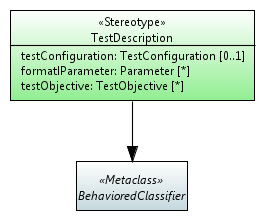 «Stereotype»
TestDescription
testConfiguration: TestConfiguration [0..1]
formatlParameter: Parameter [*]
testObjective: TestObjective [*]
«Metaclass»
BehavioredClassifier